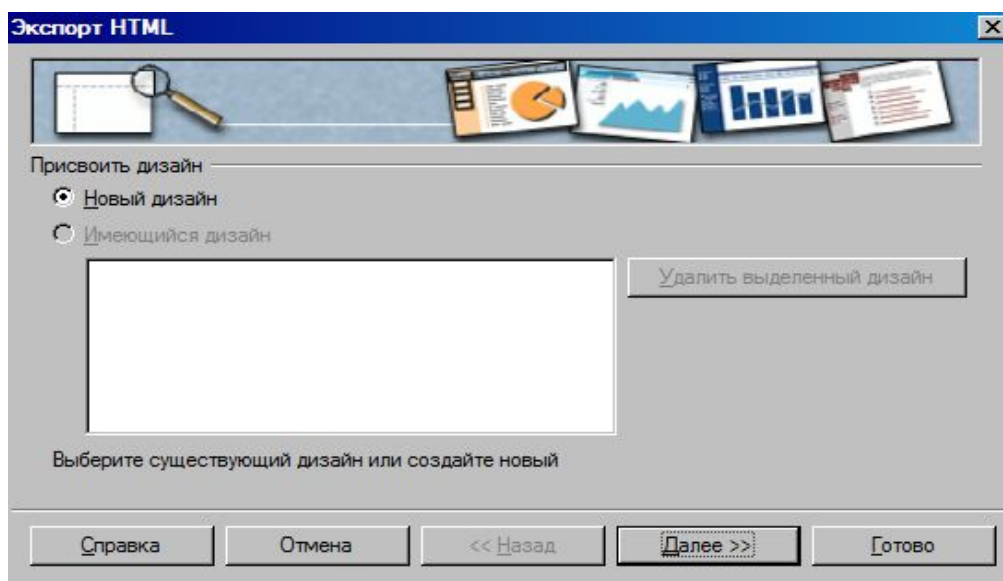 Экспорт HTML
Присвоить дизайн
Новый дизайн
Имеющийся дизайн
Удалить выделенный дизайн
Выберите существующий дизайн или создайте новый
Справка Отмена << Назад Далее >> Готово